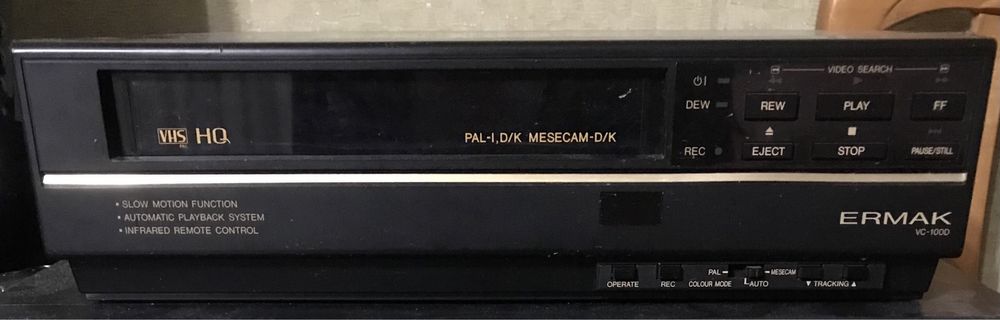 VIDEO SEARCH
DEW
REW PLAY FF
VHS HQ
PAL
PAL-I,D/K MESECAM-D/K
REC
EJECT STOP PAUSE/STILL
• SLOW MOTION FUNCTION
• AUTOMATIC PLAYBACK SYSTEM
• INFRARED REMOTE CONTROL
ERMAK
VC-100D
PAL MESECAM
OPERATE REC COLOUR MODE AUTO ▼ TRACKING ▲